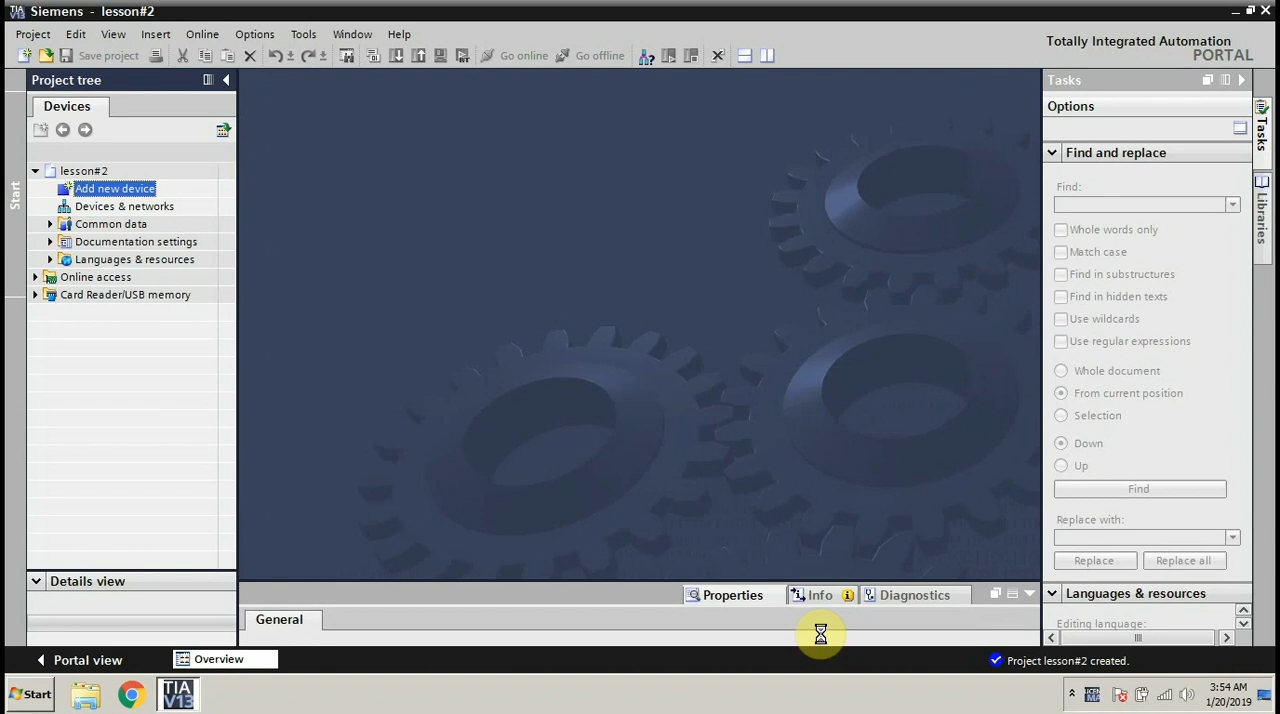 TIA
V13
Siemens - lesson#2
Project Edit View Insert Online Options Tools Window Help
Save project
Go online
Go offline
Totally Integrated Automation
PORTAL
Start
Project tree
Devices
lesson#2
Add new device
Devices & networks
Common data
Documentation settings
Languages & resources
Online access
Card Reader/USB memory
Details view
Tasks
Options
Find and replace
Find:
Whole words only
Match case
Find in substructures
Find in hidden texts
Use wildcards
Use regular expressions
Whole document
From current position
Selection
Down
Up
Find
Replace with:
Replace Replace all
Languages & resources
Editing language:
Tasks
Libraries
Properties Info Diagnostics
General
Portal view Overview
Project lesson#2 created.
Start
TIA
V13
3:54 AM
1/20/2019